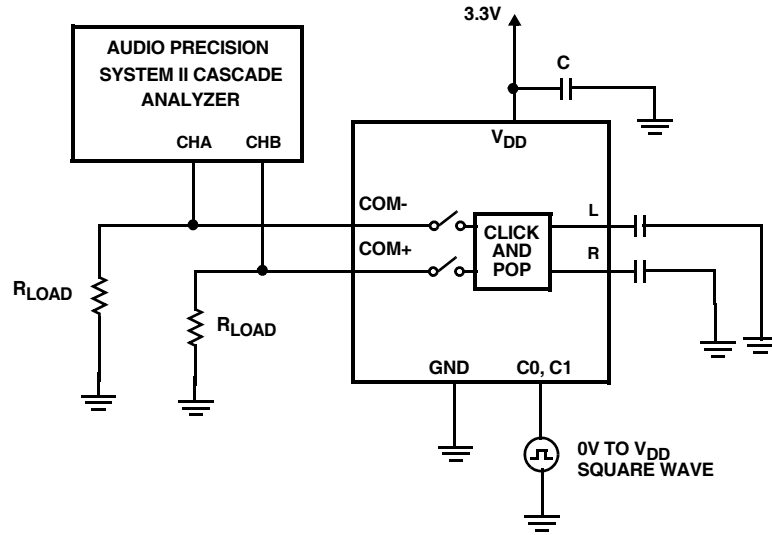 3.3V
AUDIO PRECISION
SYSTEM II CASCADE
ANALYZER
CHA CHB
C
VDD
COM-
COM+
CLICK
AND
POP
L
R
RLOAD
RLOAD
GND C0, C1
0V TO VDD
SQUARE WAVE